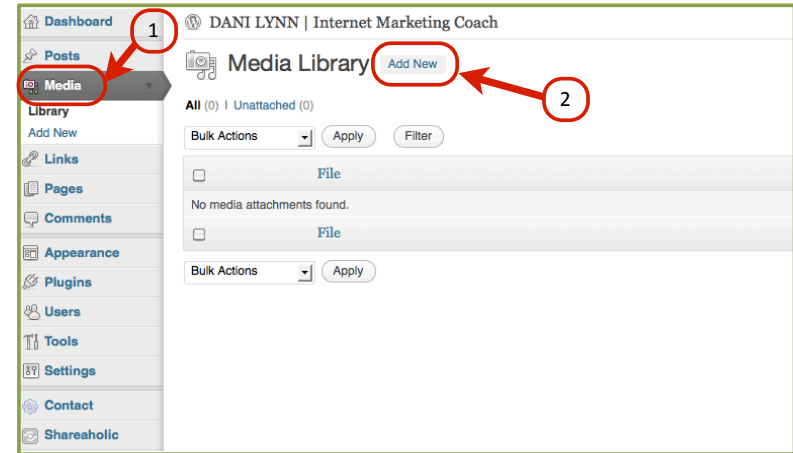 Dashboard
Posts
Media
Library
Add New
Links
Pages
Comments
Appearance
Plugins
Users
Tools
Settings
Contact
Shareaholic
1
DANI LYNN | Internet Marketing Coach
Media Library Add New
2
All (0) | Unattached (0)
Bulk Actions Apply Filter
File
No media attachments found.
File
Bulk Actions Apply